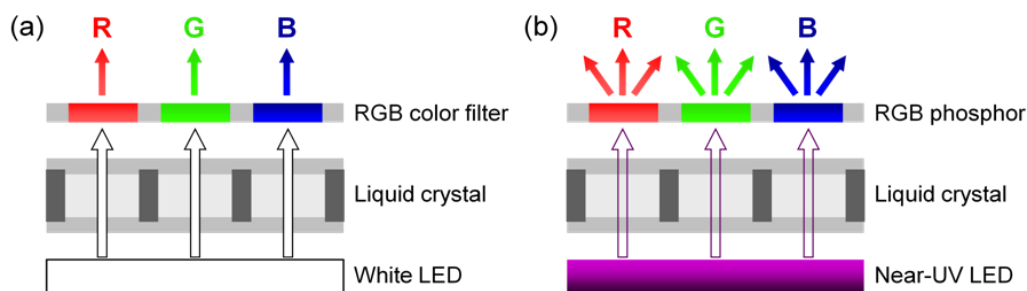 (a) R G B
RGB color filter
Liquid crystal
White LED
(b) R G B
RGB phosphor
Liquid crystal
Near-UV LED